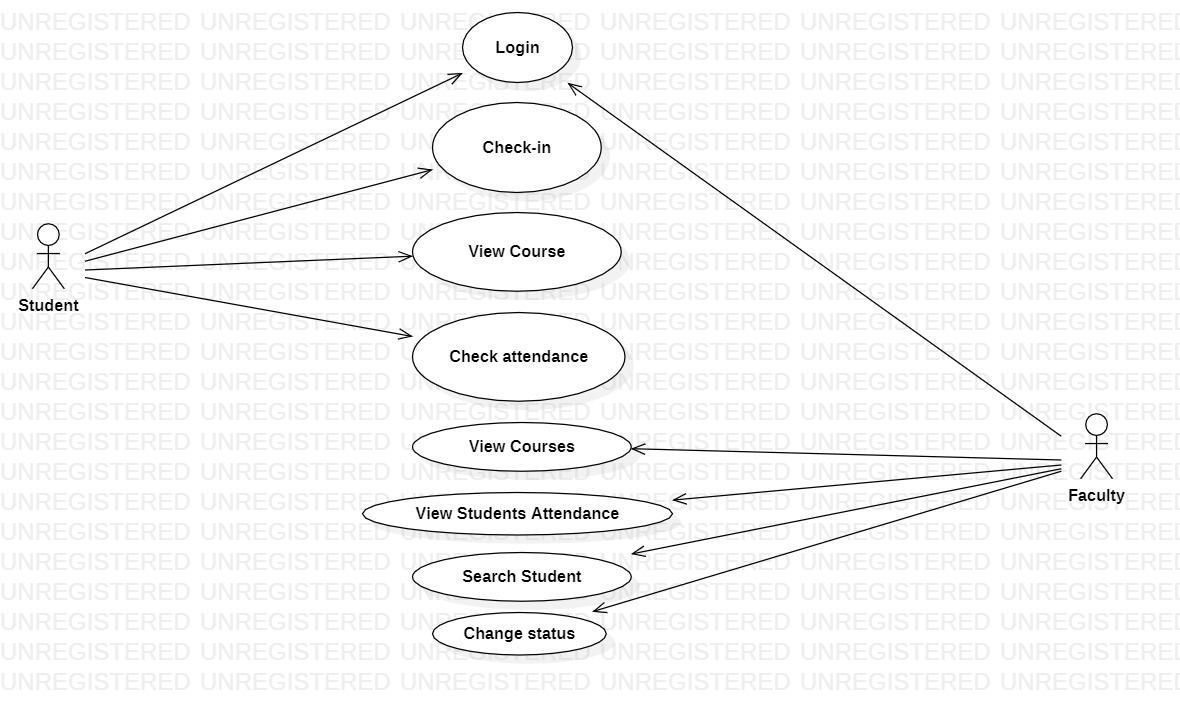 UNREGISTERED UNREGISTERED UNREGISTERED UNREGISTERED UNREGISTERED UNREGISTERED
Login
Check-in
View Course
Student
Check attendance
View Courses
Faculty
View Students Attendance
Search Student
Change status